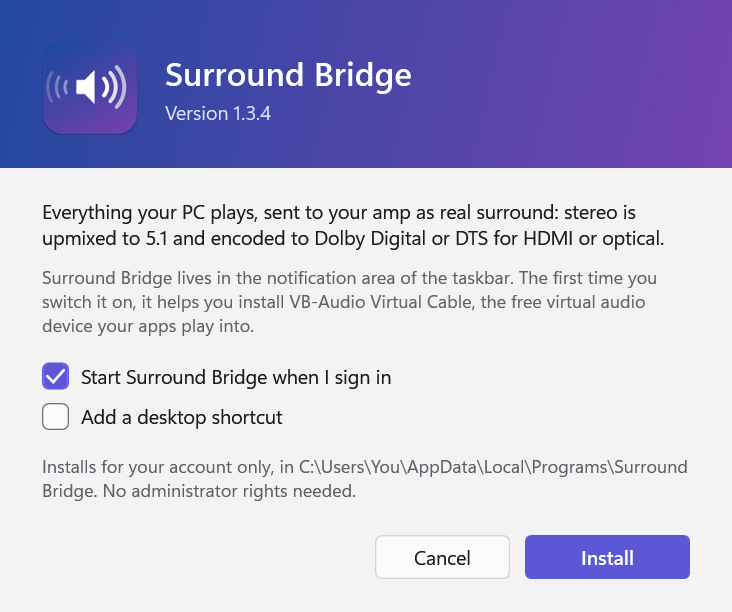 Surround Bridge
Version 1.3.4
Everything your PC plays, sent to your amp as real surround: stereo is
upmixed to 5.1 and encoded to Dolby Digital or DTS for HDMI or optical.
Surround Bridge lives in the notification area of the taskbar. The first time you
switch it on, it helps you install VB-Audio Virtual Cable, the free virtual audio
device your apps play into.
Start Surround Bridge when I sign in
Add a desktop shortcut
Installs for your account only, in C:\Users\You\AppData\Local\Programs\Surround
Bridge. No administrator rights needed.
Cancel
Install